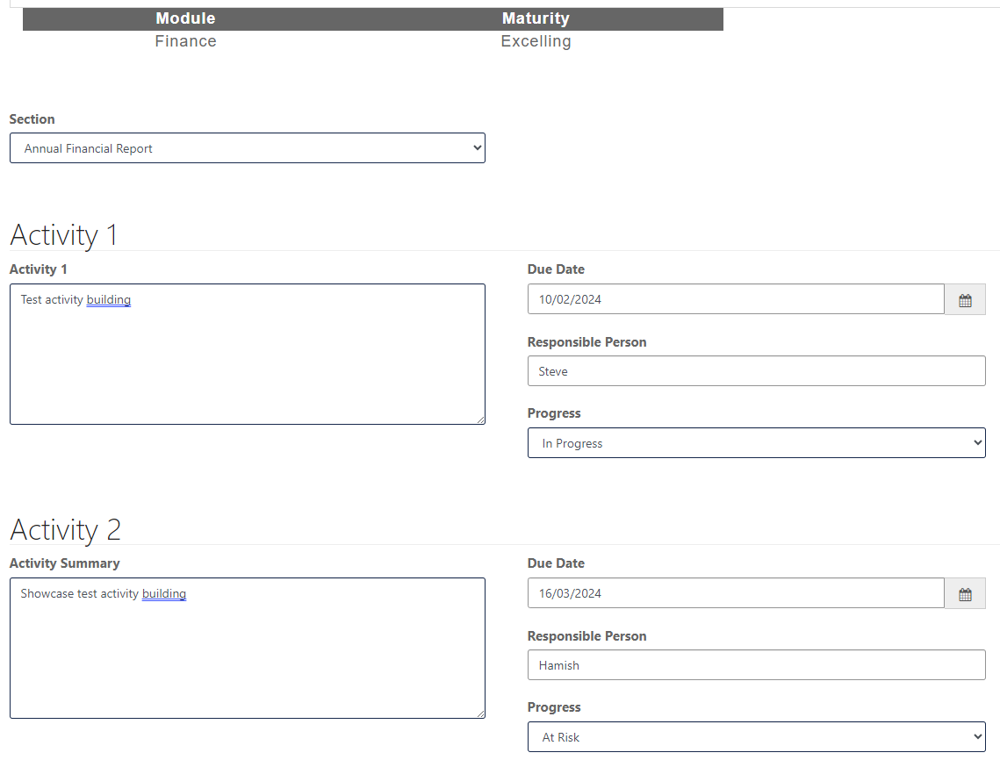 Module Maturity
Finance Excelling
Section
Annual Financial Report
Activity 1
Activity 1
Test activity building
Due Date
10/02/2024
Responsible Person
Steve
Progress
In Progress
Activity 2
Activity Summary
Showcase test activity building
Due Date
16/03/2024
Responsible Person
Hamish
Progress
At Risk